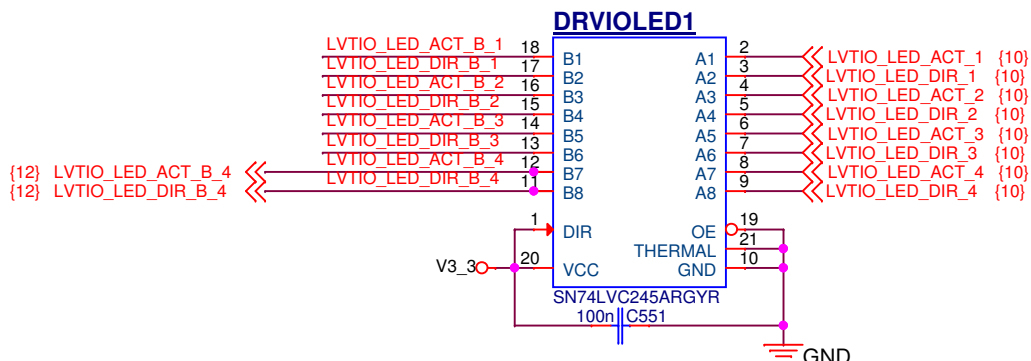 DRVIOLED1
LVTIO_LED_ACT_B_1 18 B1 A1 2 LVTIO_LED_ACT_1 {10}
LVTIO_LED_DIR_B_1 17 B2 A2 3 LVTIO_LED_DIR_1 {10}
LVTIO_LED_ACT_B_2 16 B3 A3 4 LVTIO_LED_ACT_2 {10}
LVTIO_LED_DIR_B_2 15 B4 A4 5 LVTIO_LED_DIR_2 {10}
LVTIO_LED_ACT_B_3 14 B5 A5 6 LVTIO_LED_ACT_3 {10}
LVTIO_LED_DIR_B_3 13 B6 A6 7 LVTIO_LED_DIR_3 {10}
{12} LVTIO_LED_ACT_B_4 LVTIO_LED_ACT_B_4 12 B7 A7 8 LVTIO_LED_ACT_4 {10}
{12} LVTIO_LED_DIR_B_4 LVTIO_LED_DIR_B_4 11 B8 A8 9 LVTIO_LED_DIR_4 {10}
1 DIR OE 19
THERMAL 21
V3_3 20 VCC GND 10
SN74LVC245ARGYR
100n C551
GND